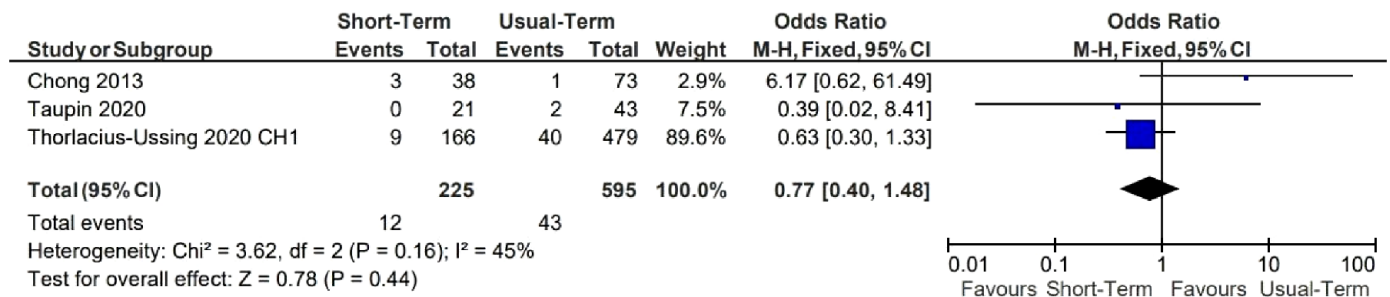 Short-Term Usual-Term Odds Ratio Odds Ratio
Study or Subgroup Events Total Events Total Weight M-H, Fixed, 95% CI M-H, Fixed, 95% CI
Chong 2013 3 38 1 73 2.9% 6.17 [0.62, 61.49]
Taupin 2020 0 21 2 43 7.5% 0.39 [0.02, 8.41]
Thorlacius-Ussing 2020 CH1 9 166 40 479 89.6% 0.63 [0.30, 1.33]
Total (95% CI) 225 595 100.0% 0.77 [0.40, 1.48]
Total events 12 43
Heterogeneity: Chi² = 3.62, df = 2 (P = 0.16); I² = 45%
Test for overall effect: Z = 0.78 (P = 0.44)
0.01 0.1 1 10 100
Favours Short-Term Favours Usual-Term